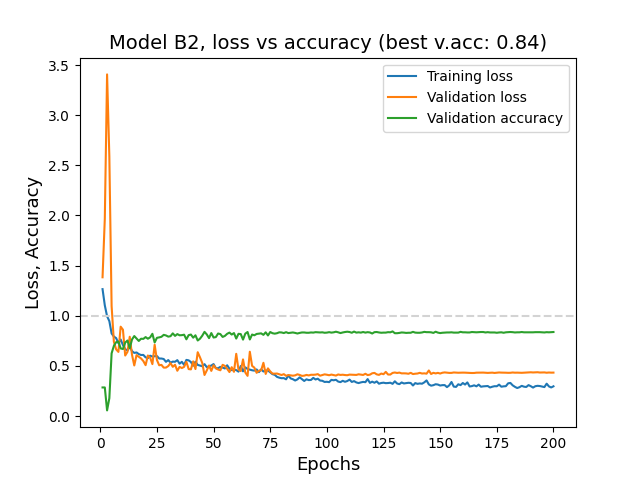 Model B2, loss vs accuracy (best v.acc: 0.84)
Training loss
Validation loss
Validation accuracy
Loss, Accuracy
3.5
3.0
2.5
2.0
1.5
1.0
0.5
0.0
0 25 50 75 100 125 150 175 200
Epochs